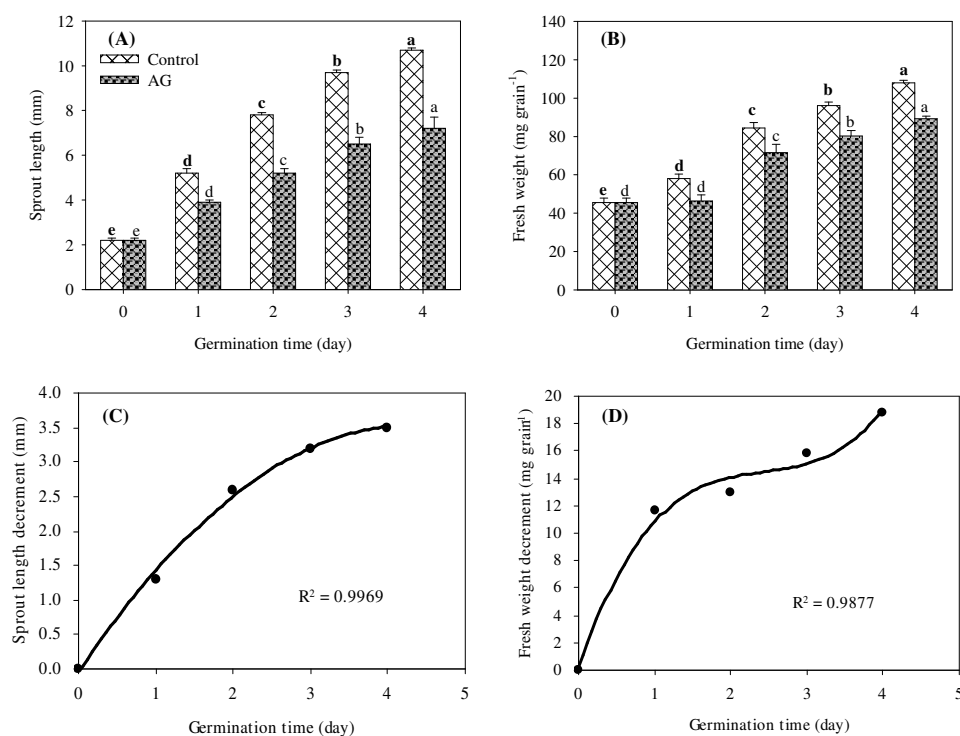 (A)
Control
AG
Sprout length (mm)
12
10
8
6
4
2
0
e
e
d
d
c
c
b
b
a
a
0 1 2 3 4
Germination time (day)
(B)
Fresh weight (mg grain⁻¹)
140
120
100
80
60
40
20
0
e
d
d
d
c
c
b
b
a
a
0 1 2 3 4
Germination time (day)
(C)
Sprout length decrement (mm)
4.0
3.5
3.0
2.5
2.0
1.5
1.0
0.5
0.0
R² = 0.9969
0 1 2 3 4 5
Germination time (day)
(D)
Fresh weight decrement (mg grain¹)
20
18
16
14
12
10
8
6
4
2
0
R² = 0.9877
0 1 2 3 4 5
Germination time (day)